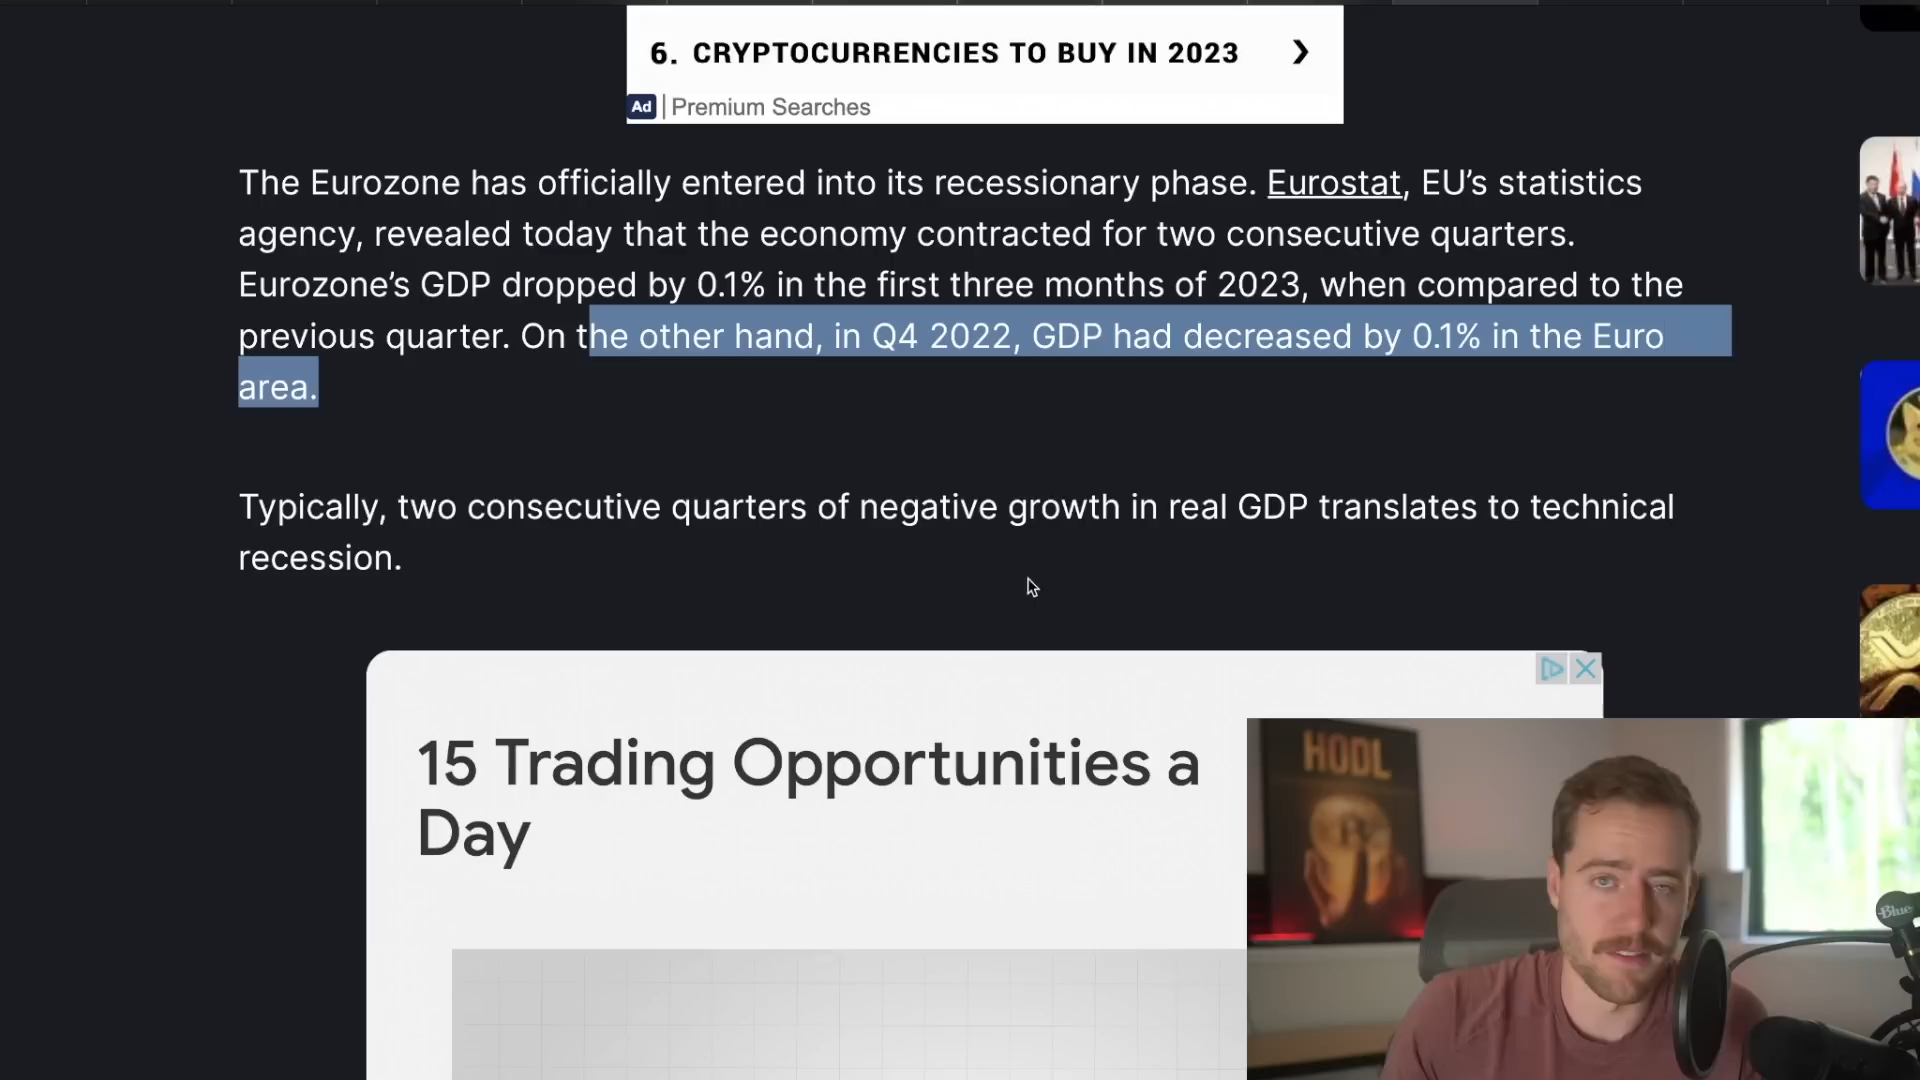 6. CRYPTOCURRENCIES TO BUY IN 2023
Ad | Premium Searches
The Eurozone has officially entered into its recessionary phase. Eurostat, EU’s statistics
agency, revealed today that the economy contracted for two consecutive quarters.
Eurozone’s GDP dropped by 0.1% in the first three months of 2023, when compared to the
previous quarter. On the other hand, in Q4 2022, GDP had decreased by 0.1% in the Euro
area.
Typically, two consecutive quarters of negative growth in real GDP translates to technical
recession.
15 Trading Opportunities a
Day
HODL
Blue